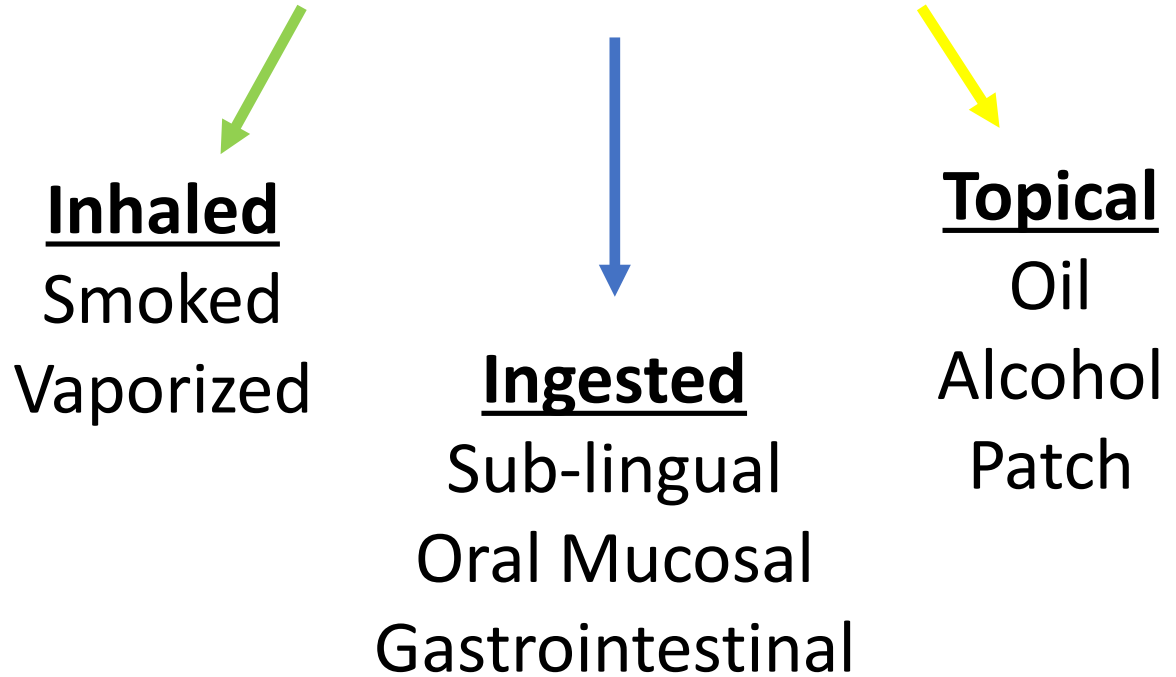 Inhaled
Smoked
Vaporized
Ingested
Sub-lingual
Oral Mucosal
Gastrointestinal
Topical
Oil
Alcohol
Patch